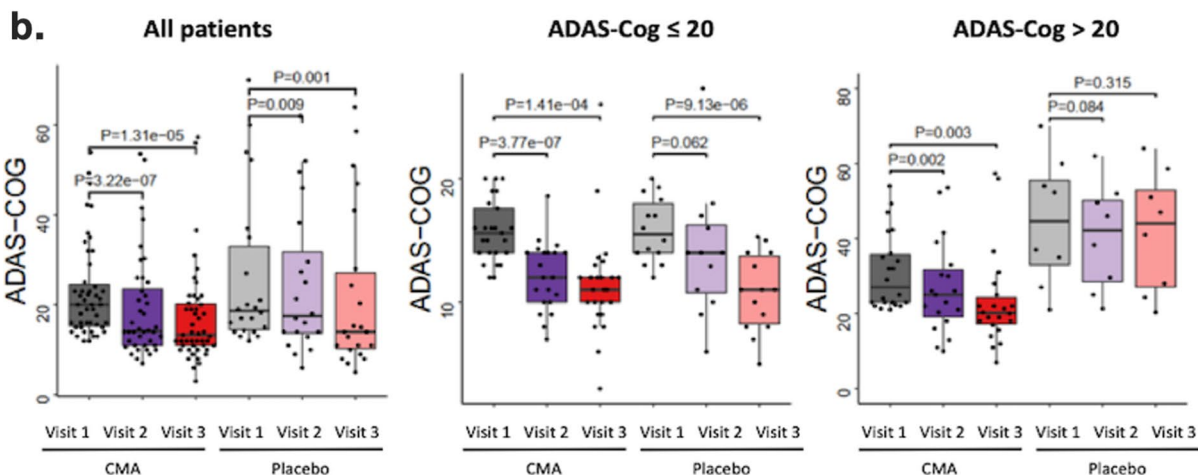 b.
All patients
ADAS-Cog ≤ 20
ADAS-Cog > 20
ADAS-COG
0
20
40
60
P=3.22e-07
P=1.31e-05
P=0.009
P=0.001
Visit 1 Visit 2 Visit 3 Visit 1 Visit 2 Visit 3
CMA Placebo
ADAS-COG
10
20
P=3.77e-07
P=1.41e-04
P=0.062
P=9.13e-06
Visit 1 Visit 2 Visit 3 Visit 1 Visit 2 Visit 3
CMA Placebo
ADAS-COG
0
20
40
60
80
P=0.002
P=0.003
P=0.084
P=0.315
Visit 1 Visit 2 Visit 3 Visit 1 Visit 2 Visit 3
CMA Placebo